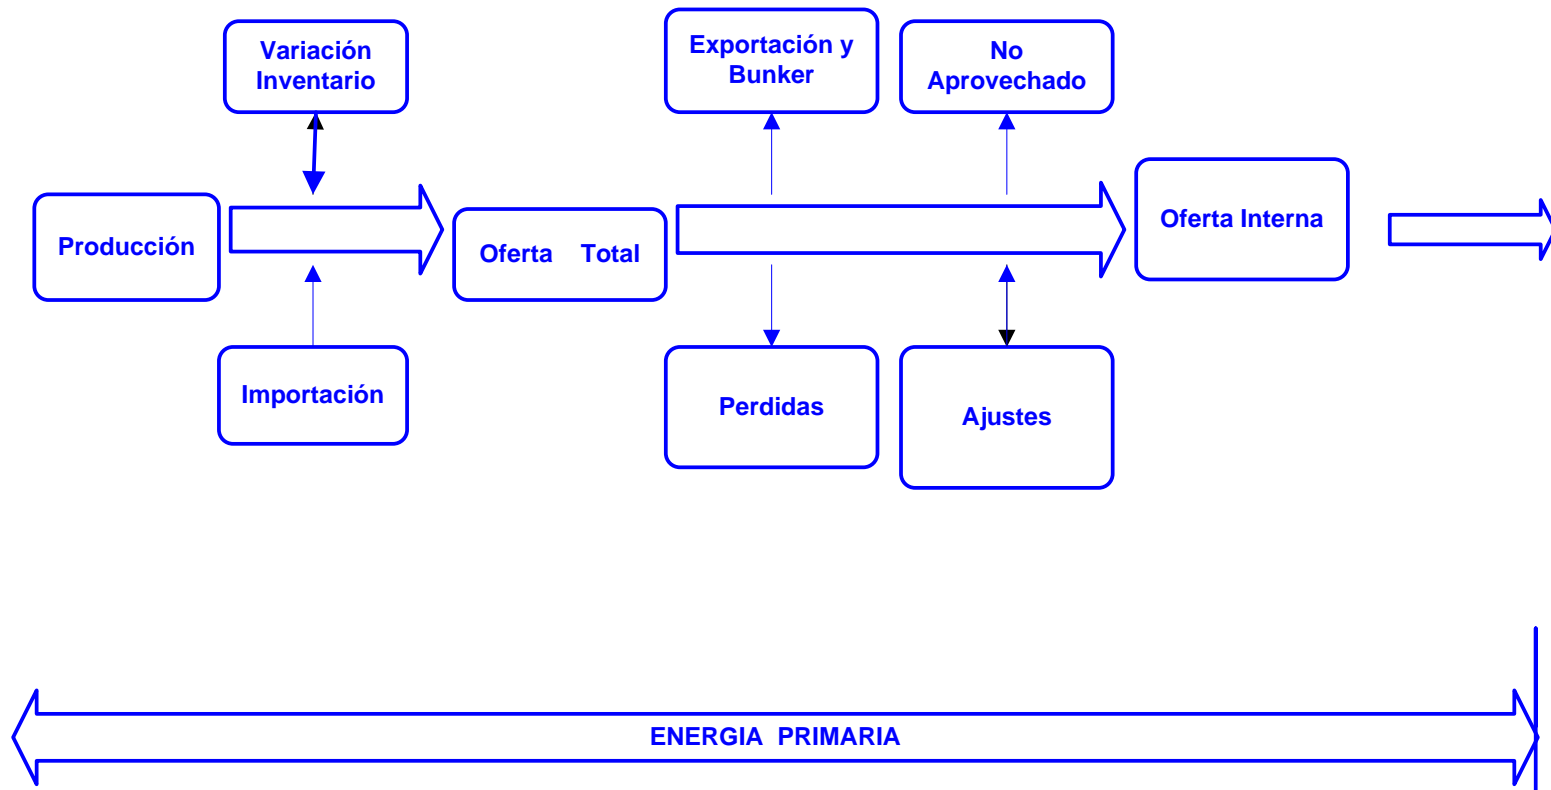 Variación
Inventario
Exportación y
Bunker
No
Aprovechado
Producción
Oferta Total
Oferta Interna
Importación
Perdidas
Ajustes
ENERGIA PRIMARIA